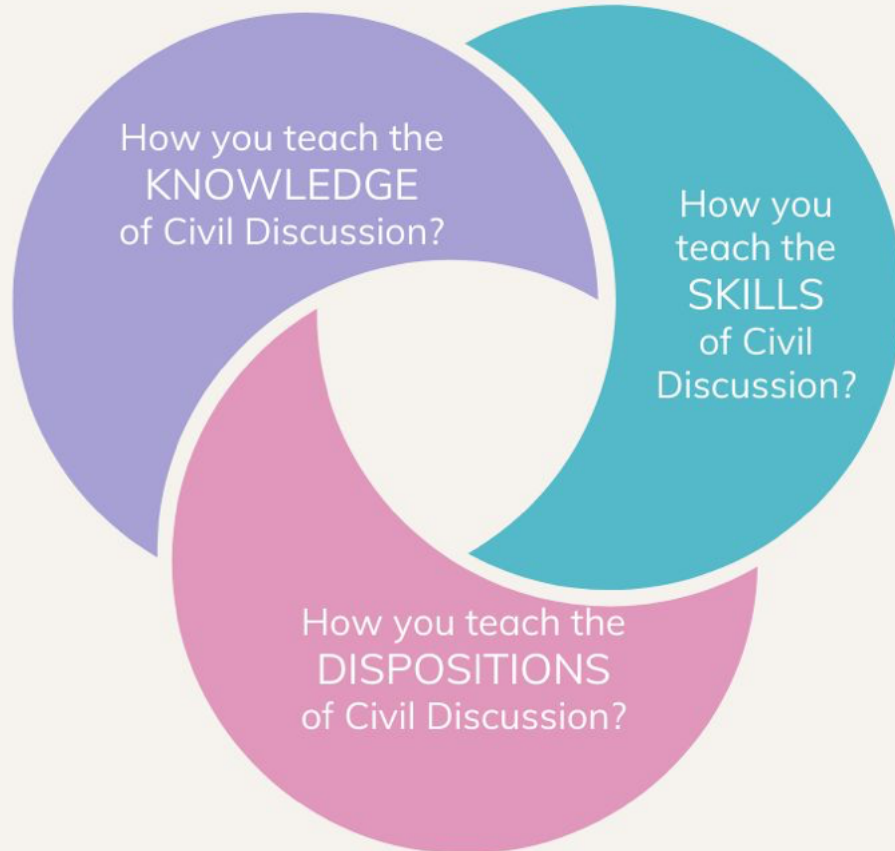 How you teach the
KNOWLEDGE
of Civil Discussion?
How you
teach the
SKILLS
of Civil
Discussion?
How you teach the
DISPOSITIONS
of Civil Discussion?